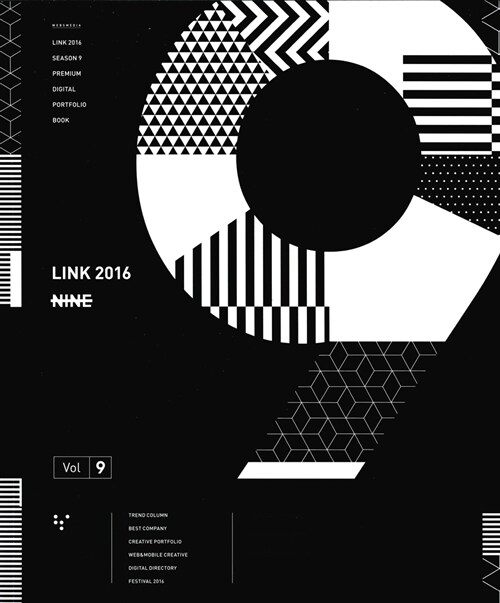 WEBSMEDIA
LINK 2016
SEASON 9
PREMIUM
DIGITAL
PORTFOLIO
BOOK
LINK 2016
NINE
Vol 9
TREND COLUMN
BEST COMPANY
CREATIVE PORTFOLIO
WEB&MOBILE CREATIVE
DIGITAL DIRECTORY
FESTIVAL 2016